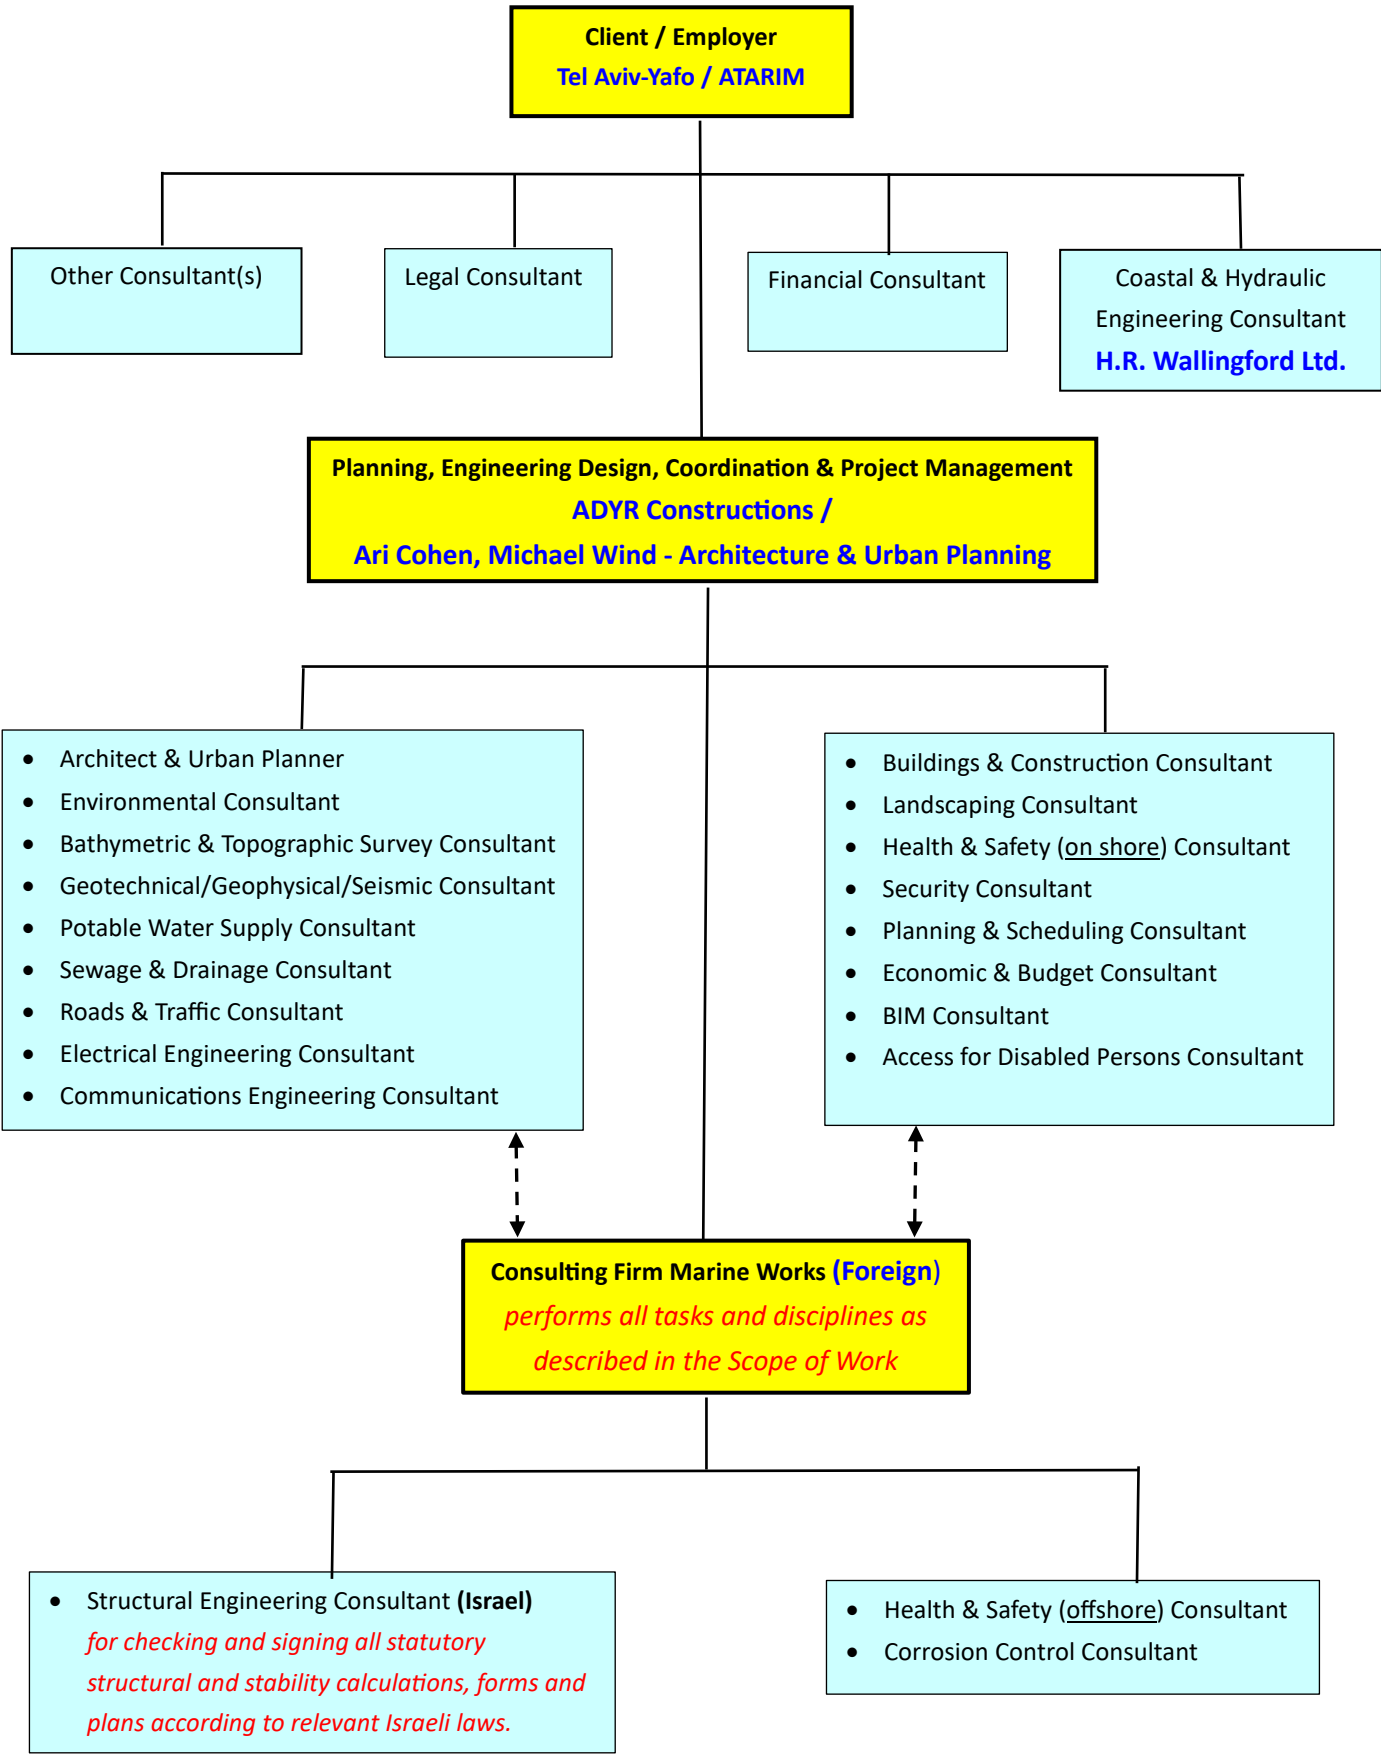 Client / Employer
Tel Aviv-Yafo / ATARIM
Other Consultant(s)
Legal Consultant
Financial Consultant
Coastal & Hydraulic
Engineering Consultant
H.R. Wallingford Ltd.
Planning, Engineering Design, Coordination & Project Management
ADYR Constructions /
Ari Cohen, Michael Wind - Architecture & Urban Planning
• Architect & Urban Planner
• Environmental Consultant
• Bathymetric & Topographic Survey Consultant
• Geotechnical/Geophysical/Seismic Consultant
• Potable Water Supply Consultant
• Sewage & Drainage Consultant
• Roads & Traffic Consultant
• Electrical Engineering Consultant
• Communications Engineering Consultant
• Buildings & Construction Consultant
• Landscaping Consultant
• Health & Safety (on shore) Consultant
• Security Consultant
• Planning & Scheduling Consultant
• Economic & Budget Consultant
• BIM Consultant
• Access for Disabled Persons Consultant
Consulting Firm Marine Works (Foreign)
performs all tasks and disciplines as
described in the Scope of Work
• Structural Engineering Consultant (Israel)
for checking and signing all statutory
structural and stability calculations, forms and
plans according to relevant Israeli laws.
• Health & Safety (offshore) Consultant
• Corrosion Control Consultant